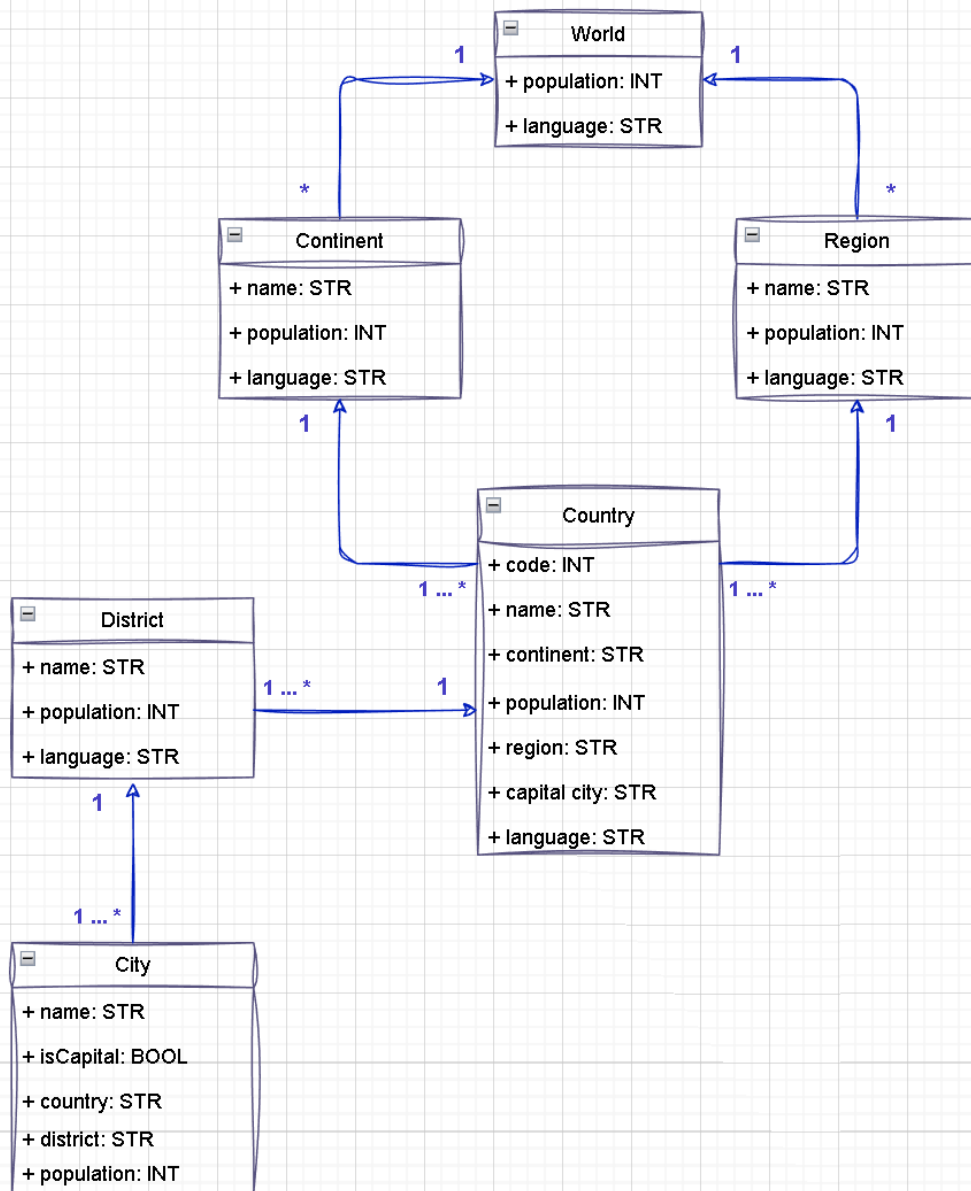 World
1
1
+ population: INT
+ language: STR
*
*
Continent
+ name: STR
+ population: INT
+ language: STR
1
Region
+ name: STR
+ population: INT
+ language: STR
1
Country
+ code: INT
+ name: STR
+ continent: STR
+ population: INT
+ region: STR
+ capital city: STR
+ language: STR
1 ... *
1 ... *
District
+ name: STR
+ population: INT
+ language: STR
1 ... *
1
1
1 ... *
City
+ name: STR
+ isCapital: BOOL
+ country: STR
+ district: STR
+ population: INT